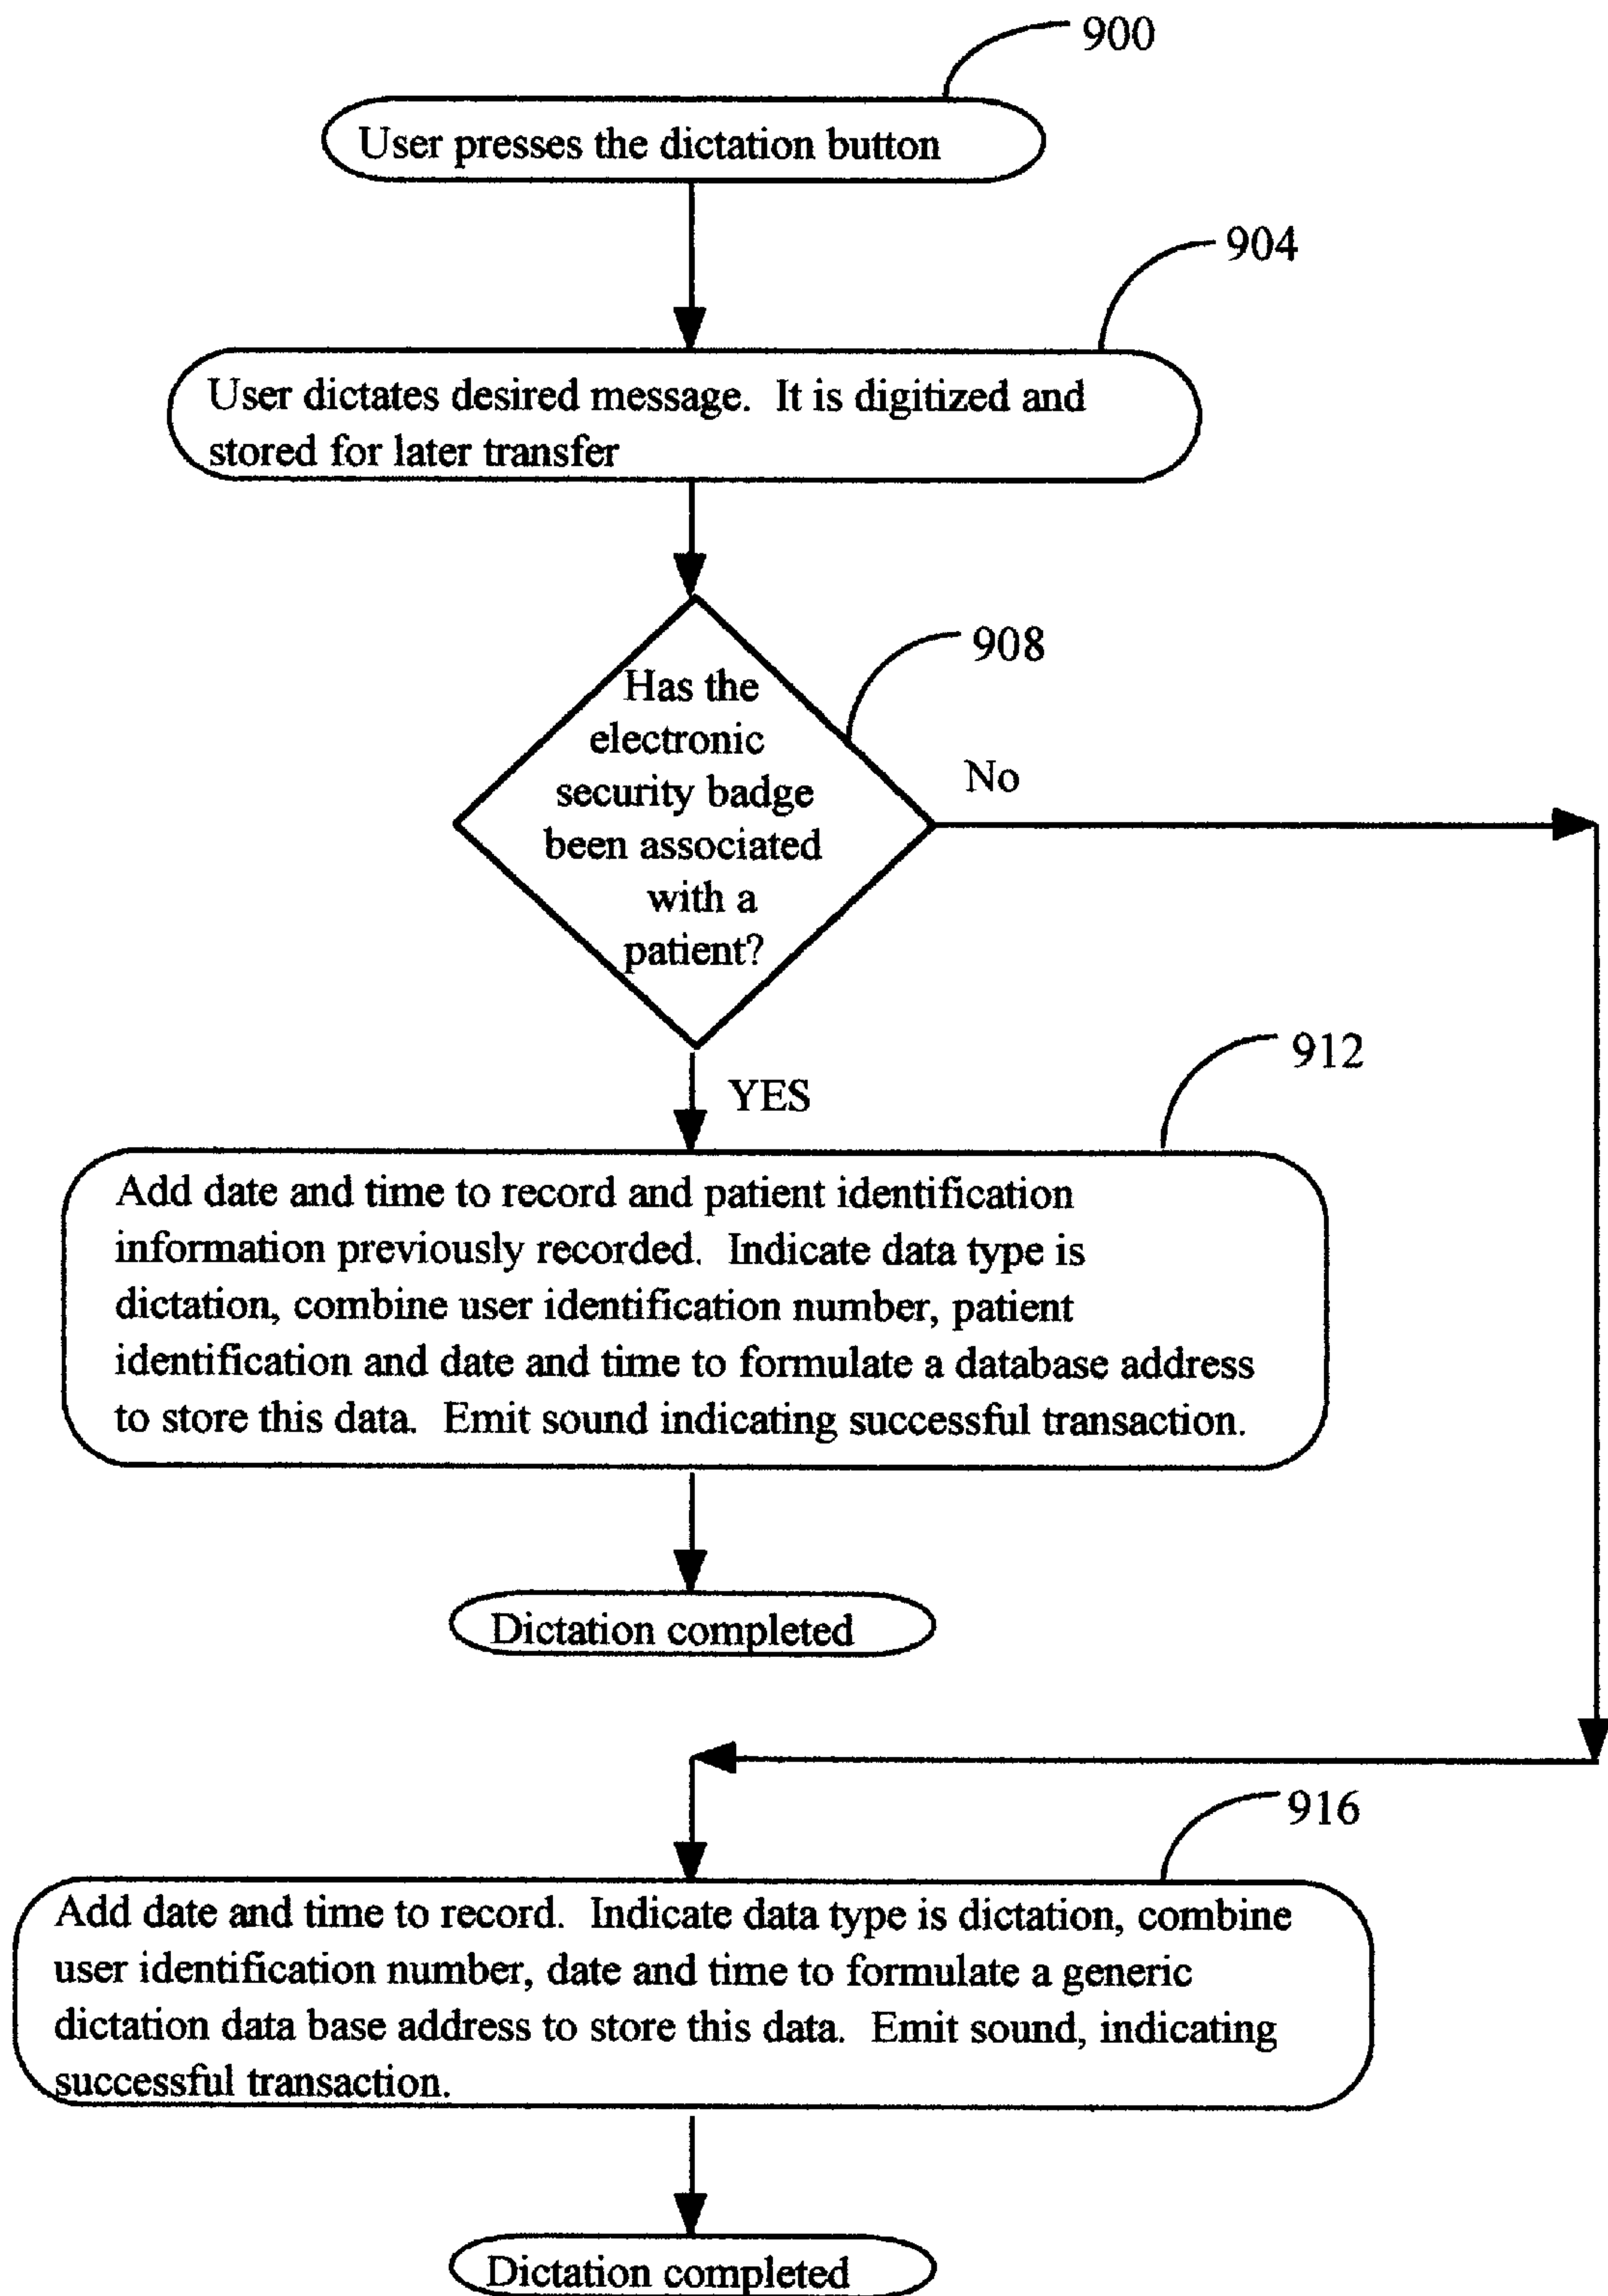 900
User presses the dictation button
904
User dictates desired message. It is digitized and
stored for later transfer
908
Has the
electronic
security badge
been associated
with a
patient?
No
YES
912
Add date and time to record and patient identification
information previously recorded. Indicate data type is
dictation, combine user identification number, patient
identification and date and time to formulate a database address
to store this data. Emit sound indicating successful transaction.
Dictation completed
916
Add date and time to record. Indicate data type is dictation, combine
user identification number, date and time to formulate a generic
dictation data base address to store this data. Emit sound, indicating
successful transaction.
Dictation completed